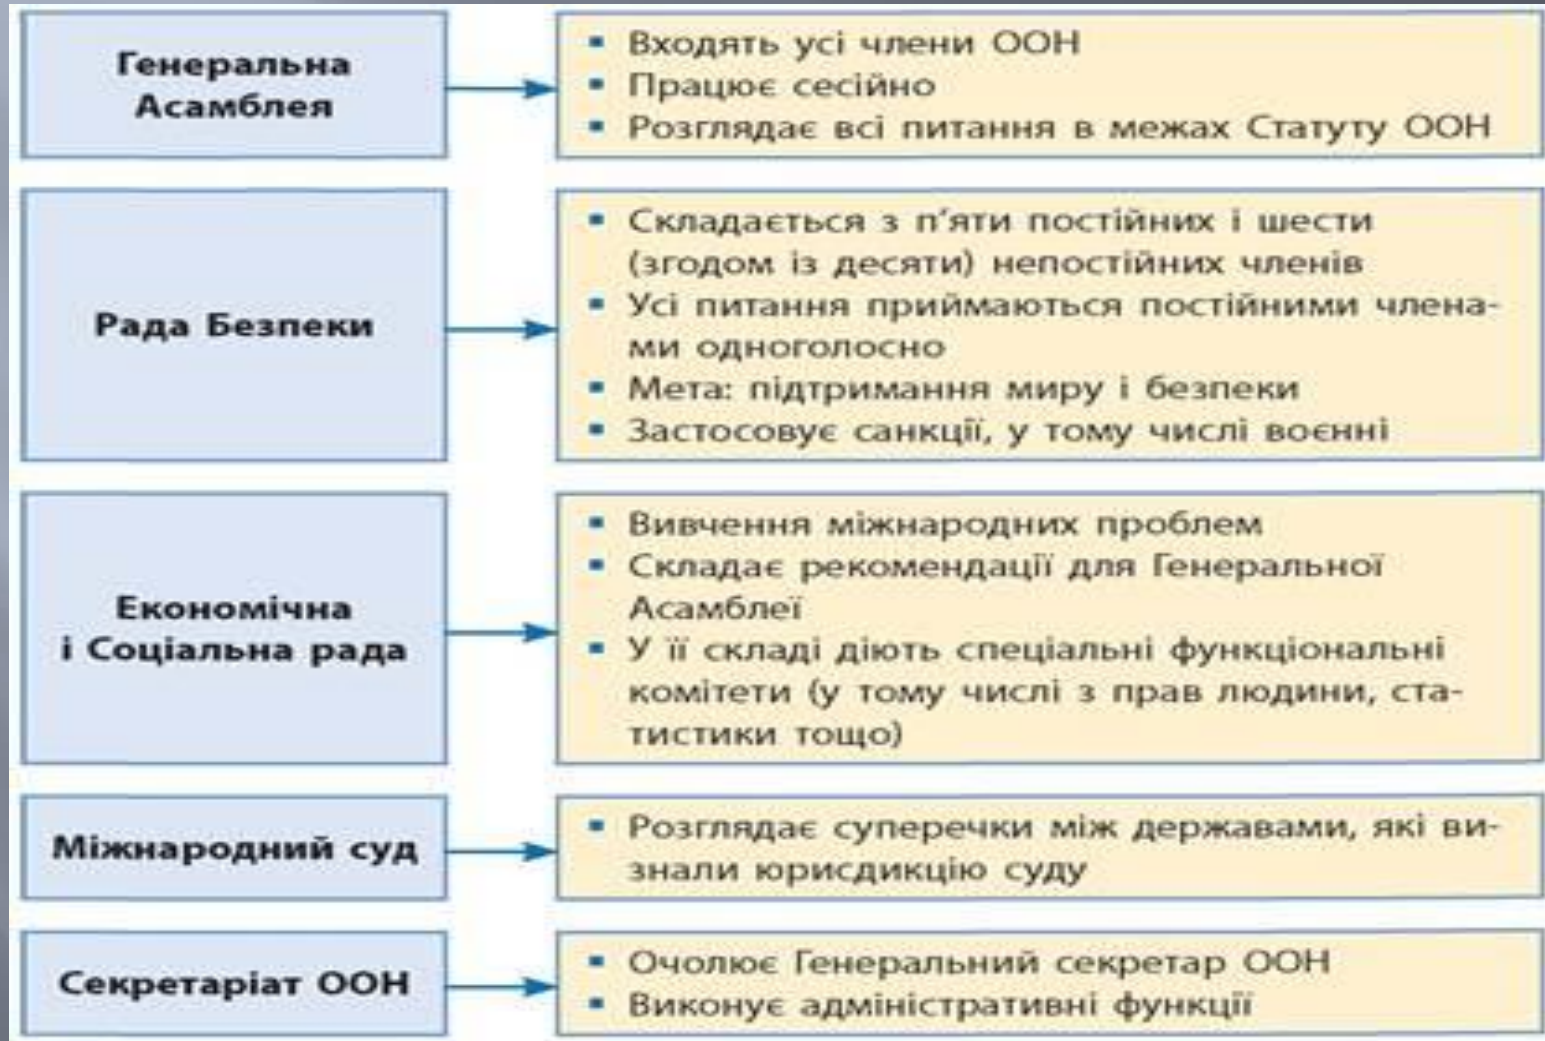 Генеральна
Асамблея
▪ Входять усі члени ООН
▪ Працює сесійно
▪ Розглядає всі питання в межах Статуту ООН
Рада Безпеки
▪ Складається з п’яти постійних і шести
(згодом із десяти) непостійних членів
▪ Усі питання приймаються постійними члена-
ми одноголосно
▪ Мета: підтримання миру і безпеки
▪ Застосовує санкції, у тому числі воєнні
Економічна
і Соціальна рада
▪ Вивчення міжнародних проблем
▪ Складає рекомендації для Генеральної
Асамблеї
▪ У її складі діють спеціальні функціональні
комітети (у тому числі з прав людини, ста-
тистики тощо)
Міжнародний суд
▪ Розглядає суперечки між державами, які ви-
знали юрисдикцію суду
Секретаріат ООН
▪ Очолює Генеральний секретар ООН
▪ Виконує адміністративні функції